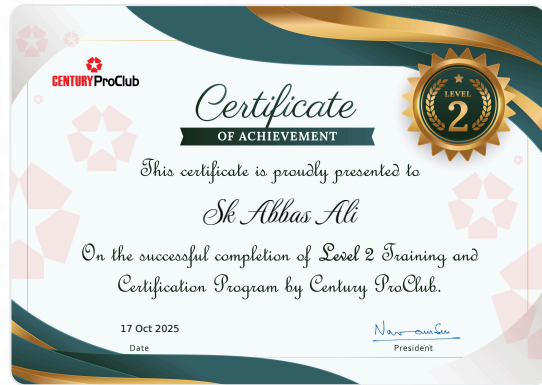 CENTURY ProClub
Certificate
OF ACHIEVEMENT
LEVEL
2
This certificate is proudly presented to
Sk Abbas Ali
On the successful completion of Level 2 Training and
Certification Program by Century ProClub.
17 Oct 2025
Date
President